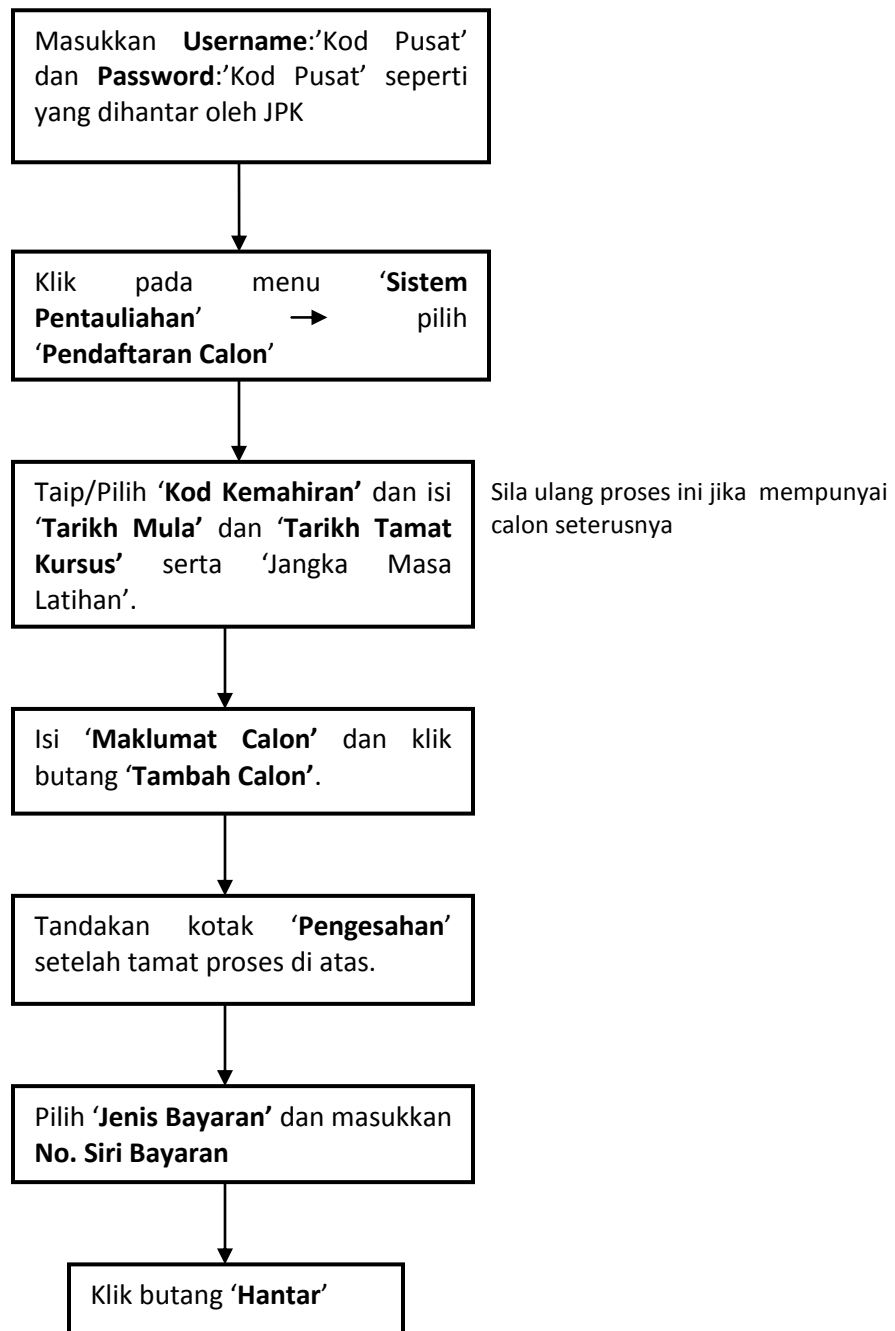 Masukkan Username:’Kod Pusat’
dan Password:’Kod Pusat’ seperti
yang dihantar oleh JPK
Klik pada menu ‘Sistem
Pentauliahan’ → pilih
‘Pendaftaran Calon’
Taip/Pilih ‘Kod Kemahiran’ dan isi
‘Tarikh Mula’ dan ‘Tarikh Tamat
Kursus’ serta ‘Jangka Masa
Latihan’.
Sila ulang proses ini jika mempunyai
calon seterusnya
Isi ‘Maklumat Calon’ dan klik
butang ‘Tambah Calon’.
Tandakan kotak ‘Pengesahan’
setelah tamat proses di atas.
Pilih ‘Jenis Bayaran’ dan masukkan
No. Siri Bayaran
Klik butang ‘Hantar’